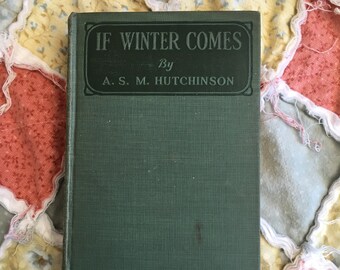 IF WINTER COMES
By
A. S. M. HUTCHINSON